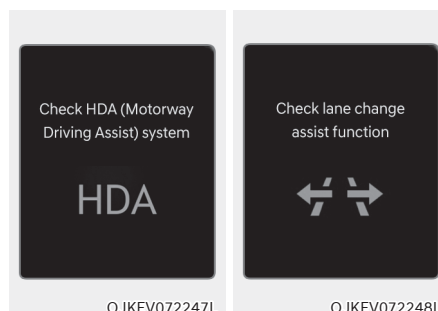 Check HDA (Motorway
Driving Assist) system
HDA
OJKEV072247L
Check lane change
assist function
OJKEV072248L